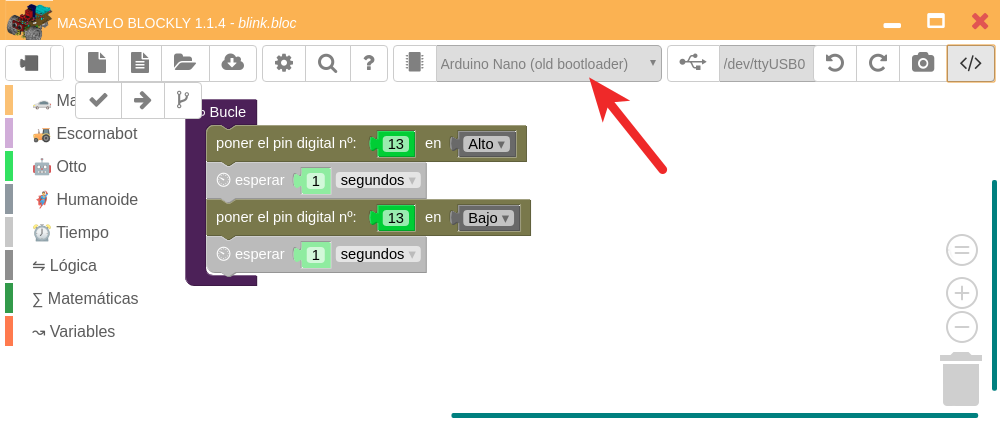 MASAYLO BLOCKLY 1.1.4 - blink.bloc
?
Arduino Nano (old bootloader)
/dev/ttyUSB0
</>
Bucle
poner el pin digital nº: 13 en Alto
esperar 1 segundos
poner el pin digital nº: 13 en Bajo
esperar 1 segundos
Escornabot
Otto
Humanoide
Tiempo
Lógica
∑ Matemáticas
Variables